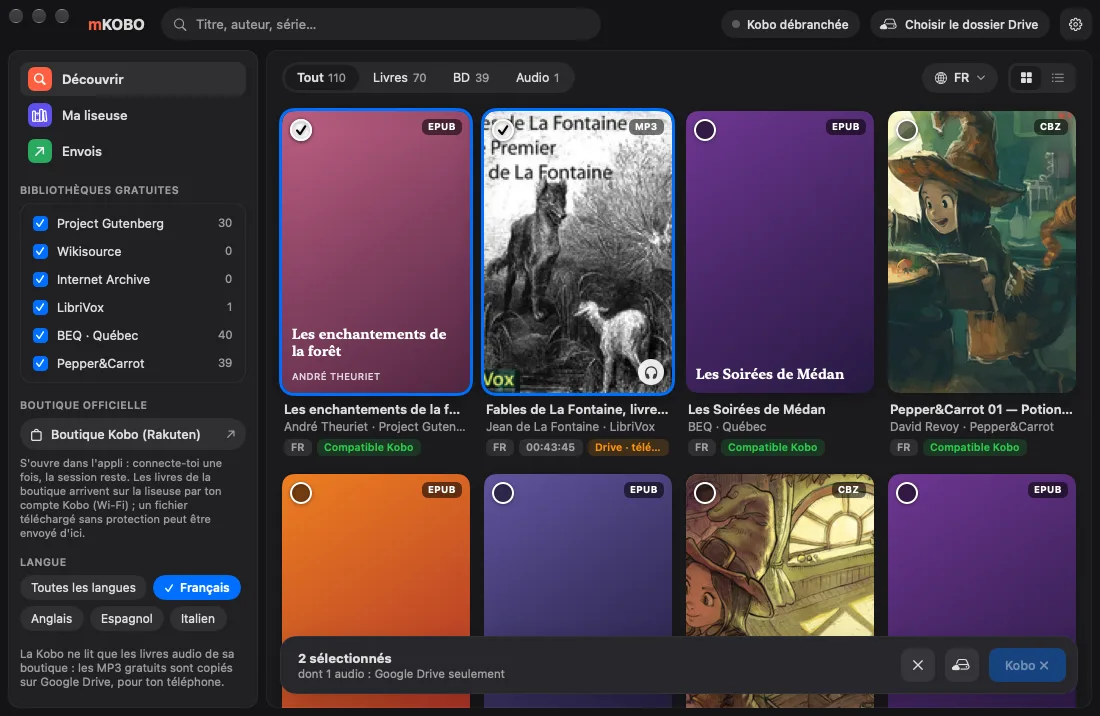 mKOBO
Titre, auteur, série…
Kobo débranchée
Choisir le dossier Drive
Découvrir
Ma liseuse
Envois
BIBLIOTHÈQUES GRATUITES
Project Gutenberg 30
Wikisource 0
Internet Archive 0
LibriVox 1
BEQ · Québec 40
Pepper&Carrot 39
BOUTIQUE OFFICIELLE
Boutique Kobo (Rakuten)
S'ouvre dans l'appli : connecte-toi une
fois, la session reste. Les livres de la
boutique arrivent sur la liseuse par ton
compte Kobo (Wi-Fi) ; un fichier
téléchargé sans protection peut être
envoyé d'ici.
LANGUE
Toutes les langues
Français
Anglais
Espagnol
Italien
La Kobo ne lit que les livres audio de sa
boutique : les MP3 gratuits sont copiés
sur Google Drive, pour ton téléphone.
Tout 110
Livres 70
BD 39
Audio 1
FR
EPUB
Les enchantements de
la forêt
ANDRÉ THEURIET
Les enchantements de la f…
André Theuriet · Project Guten…
FR
Compatible Kobo
de La Fontaine
MP3
Premier
de La Fontaine
Vox
Fables de La Fontaine, livre…
Jean de La Fontaine · LibriVox
FR
00:43:45
Drive · télé…
EPUB
Les Soirées de Médan
Les Soirées de Médan
BEQ · Québec
FR
Compatible Kobo
CBZ
Pepper&Carrot 01 — Potion…
David Revoy · Pepper&Carrot
FR
Compatible Kobo
EPUB
EPUB
CBZ
EPUB
2 sélectionnés
dont 1 audio : Google Drive seulement
Kobo ✕